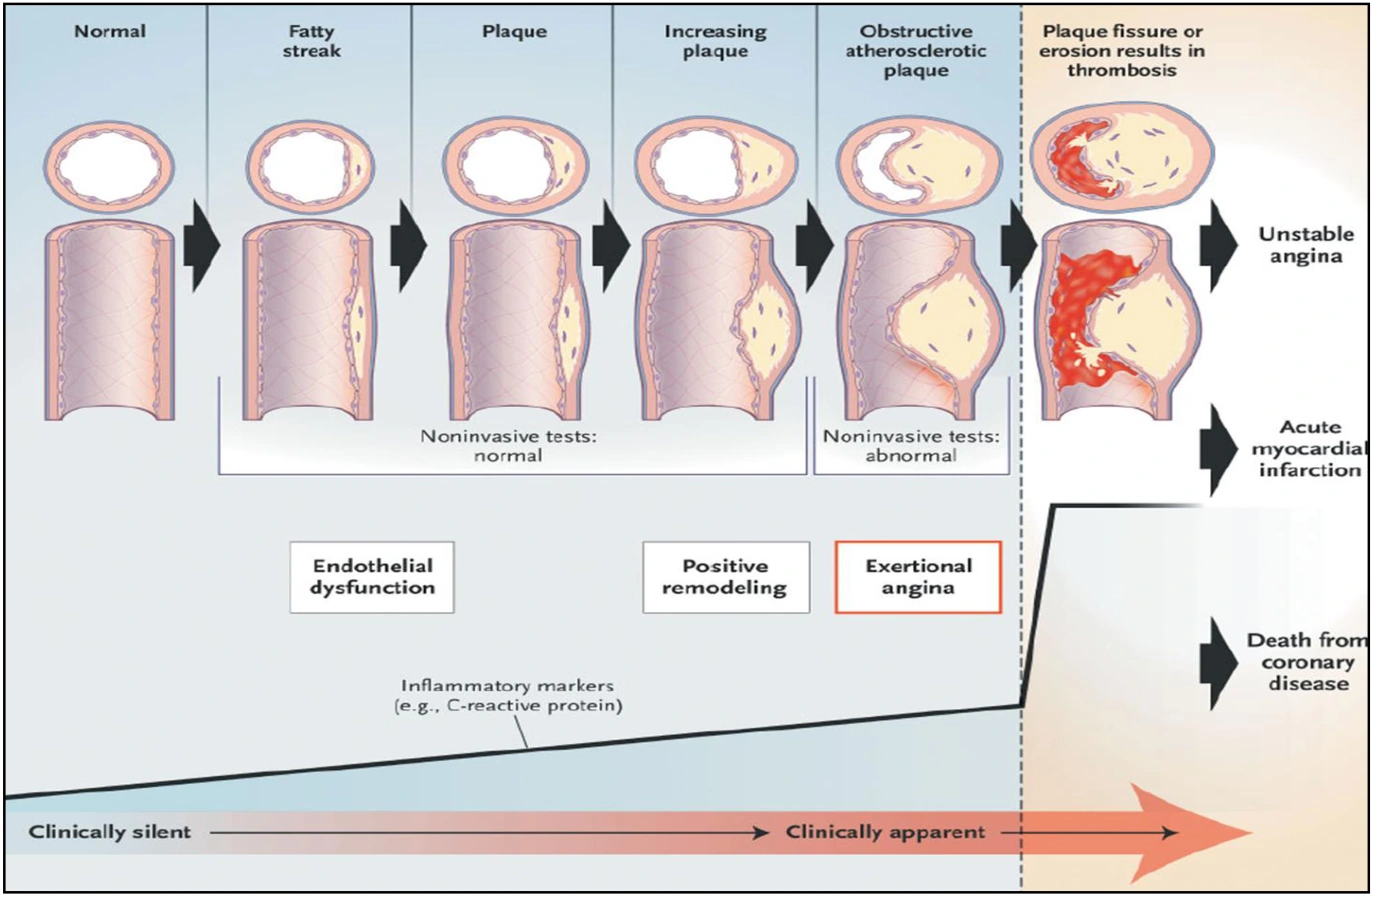 Normal
Fatty
streak
Plaque
Increasing
plaque
Obstructive
atherosclerotic
plaque
Plaque fissure or
erosion results in
thrombosis
Unstable
angina
Noninvasive tests:
normal
Noninvasive tests:
abnormal
Acute
myocardial
infarction
Endothelial
dysfunction
Positive
remodeling
Exertional
angina
Death from
coronary
disease
Inflammatory markers
(e.g., C-reactive protein)
Clinically silent
Clinically apparent